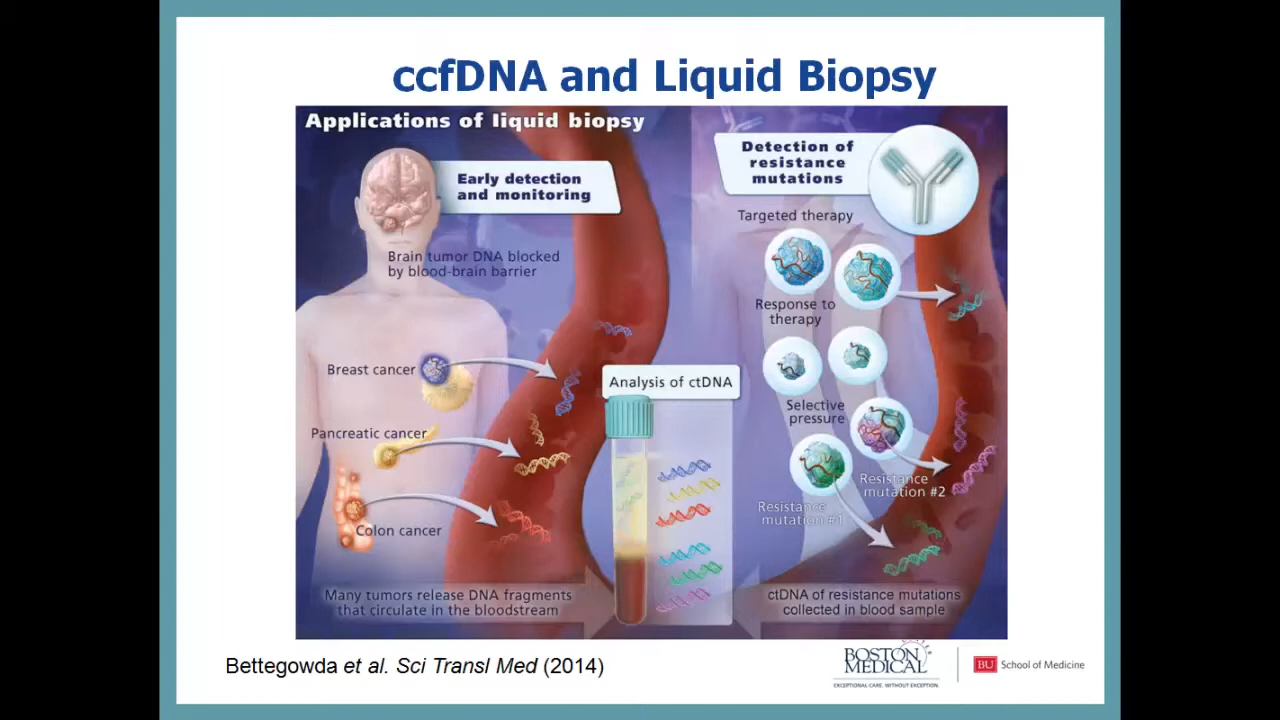 ccfDNA and Liquid Biopsy
Applications of liquid biopsy
Early detection
and monitoring
Brain tumor DNA blocked
by blood-brain barrier
Breast cancer
Pancreatic cancer
Colon cancer
Many tumors release DNA fragments
that circulate in the bloodstream
Analysis of ctDNA
Detection of
resistance
mutations
Targeted therapy
Response to
therapy
Selective
pressure
Resistance
mutation #2
Resistance
mutation #1
ctDNA of resistance mutations
collected in blood sample
Bettegowda et al. Sci Transl Med (2014)
BOSTON
MEDICAL
EXCEPTIONAL CARE. WITHOUT EXCEPTION.
BU School of Medicine